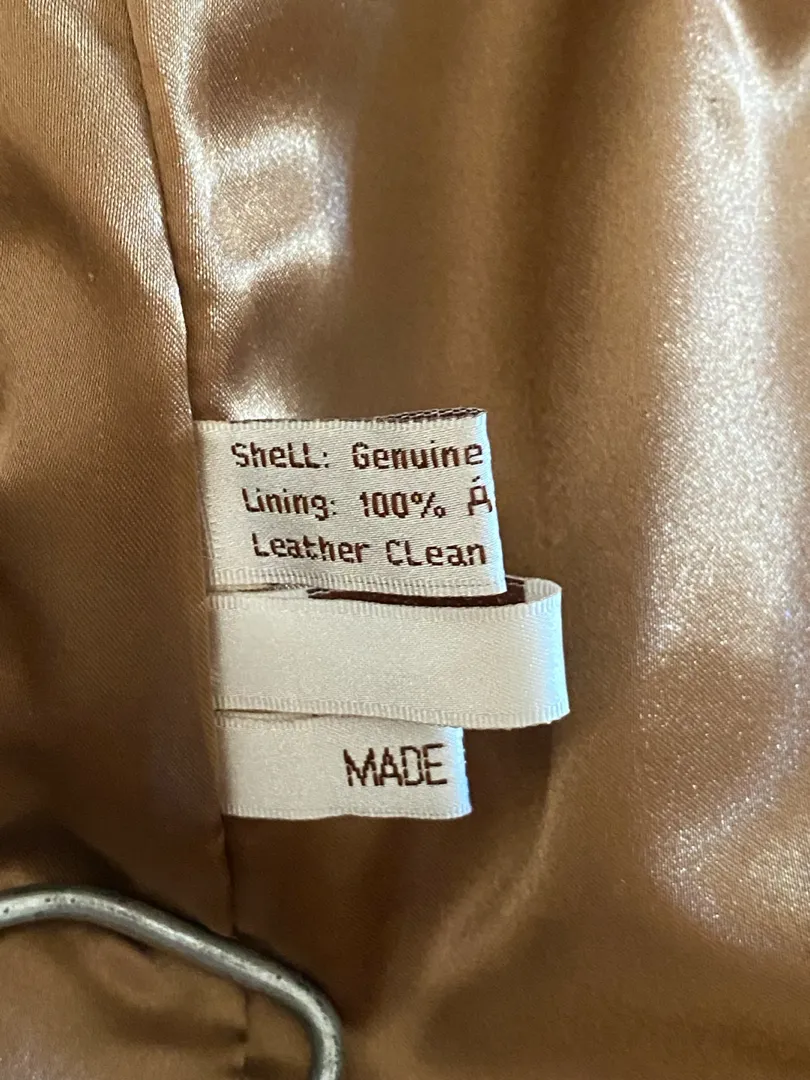 Shell: Genuine
Lining: 100% A
Leather Clean
MADE